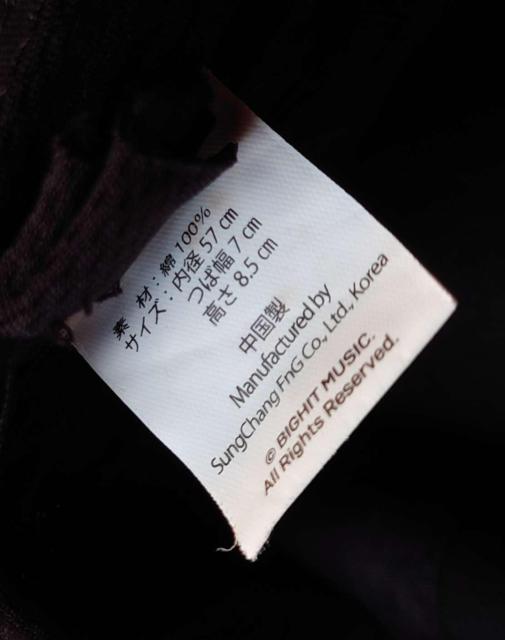 素 材：綿 100%
サイズ：内径 57 cm
つば幅 7 cm
高さ 8.5 cm
中国製
Manufactured by
SungChang FnG Co., Ltd., Korea
© BIGHIT MUSIC.
All Rights Reserved.